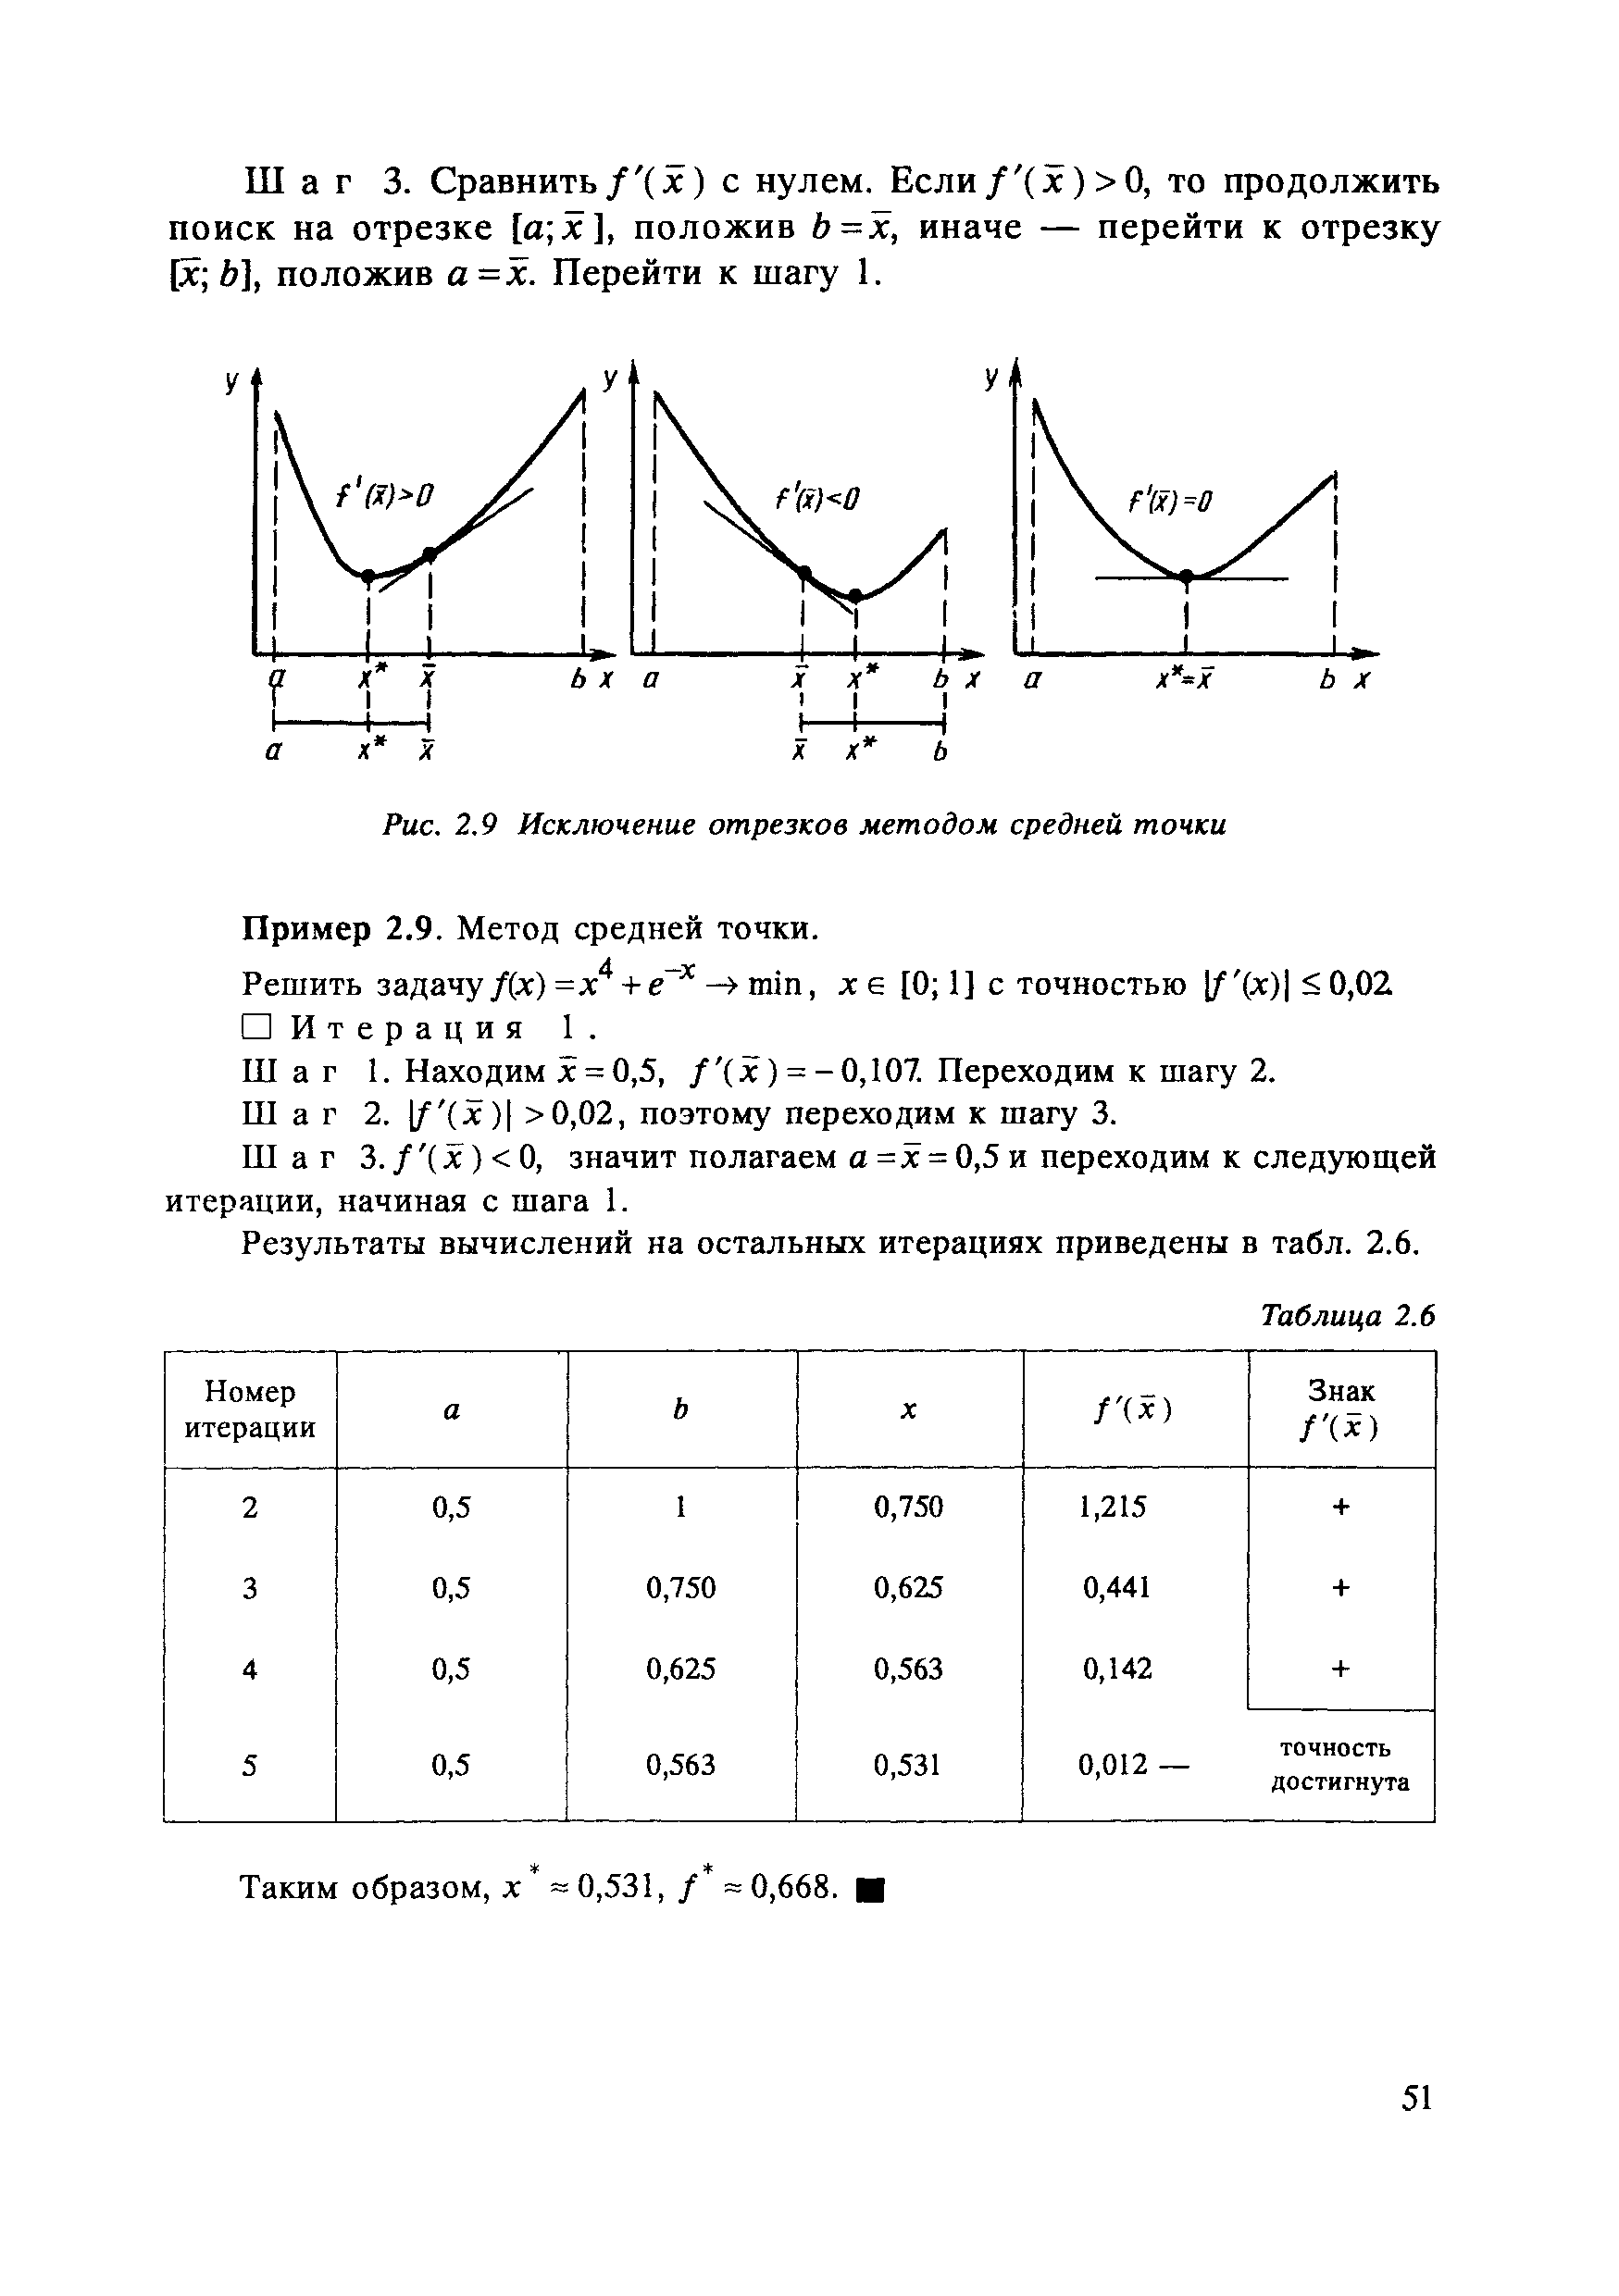 Ш а г 3. Сравнить f′(x̄) с нулем. Если f′(x̄) > 0, то продолжить
поиск на отрезке [a; x̄], положив b = x̄, иначе — перейти к отрезку
[x̄; b], положив a = x̄. Перейти к шагу 1.
y y y
f'(x̄)>0 f'(x̄)<0 f'(x̄)=0
a x* x̄ b x a x̄ x* b x a x*=x̄ b x
a x* x̄ x̄ x* b
Рис. 2.9 Исключение отрезков методом средней точки
Пример 2.9. Метод средней точки.
Решить задачу f(x) = x⁴ + e⁻ˣ → min, x ∈ [0; 1] с точностью |f′(x)| ≤ 0,02
□ И т е р а ц и я 1 .
Ш а г 1. Находим x̄ = 0,5, f′(x̄) = – 0,107. Переходим к шагу 2.
Ш а г 2. |f′(x̄)| > 0,02, поэтому переходим к шагу 3.
Ш а г 3. f′(x̄) < 0, значит полагаем a = x̄ = 0,5 и переходим к следующей
итерации, начиная с шага 1.
Результаты вычислений на остальных итерациях приведены в табл. 2.6.
Таблица 2.6
Номер итерации a b x f′(x̄) Знак f′(x̄)
2 0,5 1 0,750 1,215 +
3 0,5 0,750 0,625 0,441 +
4 0,5 0,625 0,563 0,142 +
5 0,5 0,563 0,531 0,012 — точность достигнута
Таким образом, x* ≈ 0,531, f* ≈ 0,668. ■
51